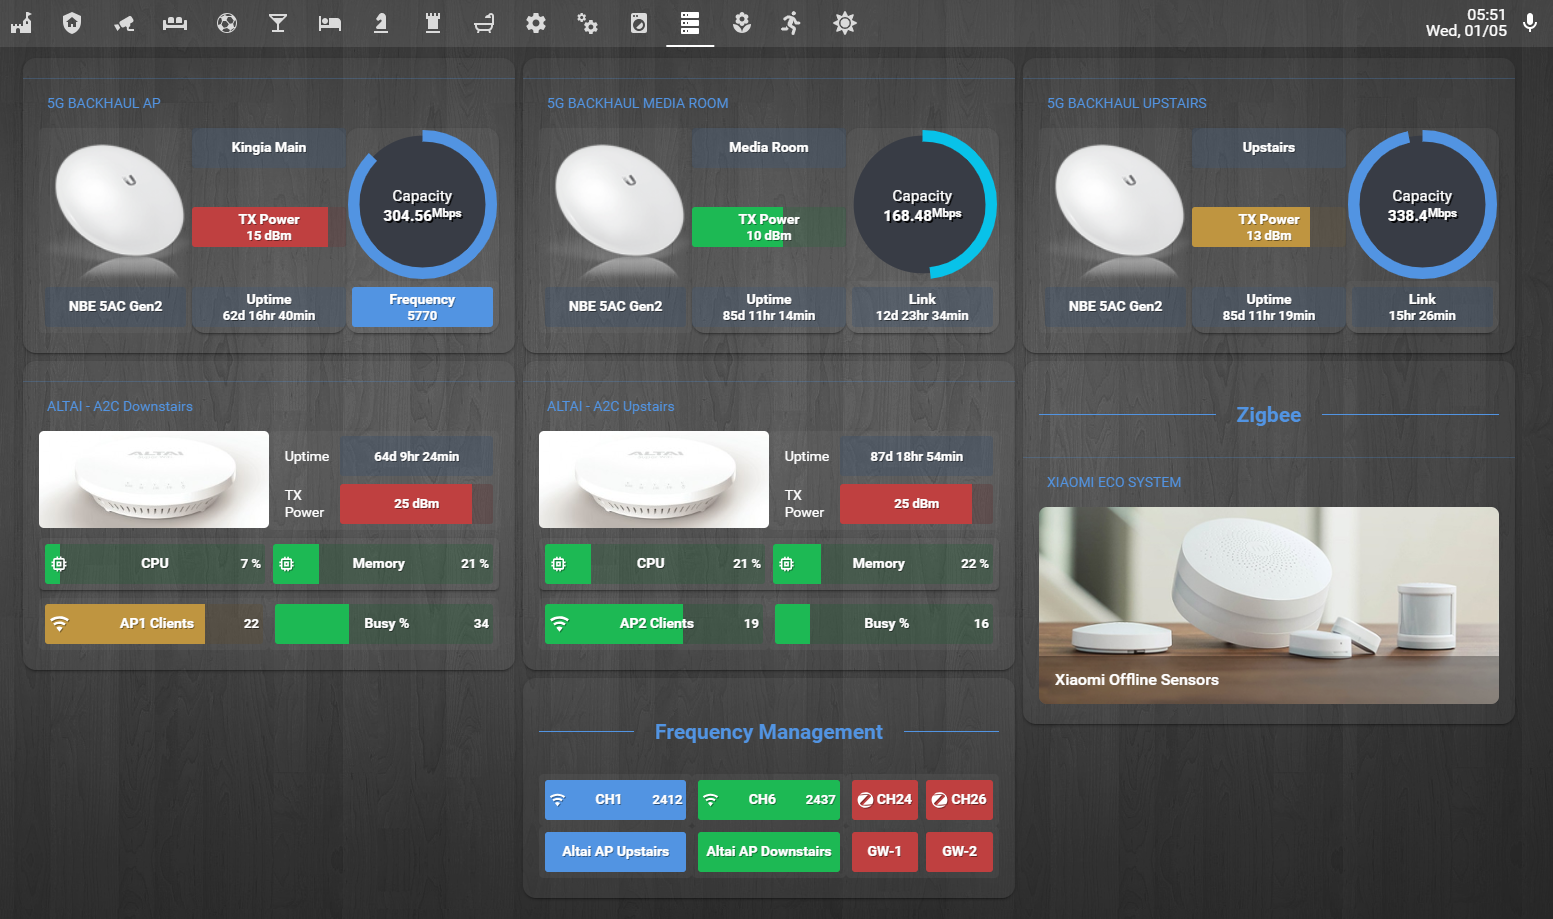 05:51
Wed, 01/05
5G BACKHAUL AP
Kingia Main
TX Power
15 dBm
Capacity
304.56Mbps
NBE 5AC Gen2
Uptime
62d 16hr 40min
Frequency
5770
5G BACKHAUL MEDIA ROOM
Media Room
TX Power
10 dBm
Capacity
168.48Mbps
NBE 5AC Gen2
Uptime
85d 11hr 14min
Link
12d 23hr 34min
5G BACKHAUL UPSTAIRS
Upstairs
TX Power
13 dBm
Capacity
338.4Mbps
NBE 5AC Gen2
Uptime
85d 11hr 19min
Link
15hr 26min
ALTAI - A2C Downstairs
ALTAI
Uptime
64d 9hr 24min
TX
Power
25 dBm
CPU 7 %
Memory 21 %
AP1 Clients 22
Busy % 34
ALTAI - A2C Upstairs
ALTAI
Uptime
87d 18hr 54min
TX
Power
25 dBm
CPU 21 %
Memory 22 %
AP2 Clients 19
Busy % 16
Zigbee
XIAOMI ECO SYSTEM
Xiaomi Offline Sensors
Frequency Management
CH1 2412
CH6 2437
CH24
CH26
Altai AP Upstairs
Altai AP Downstairs
GW-1
GW-2